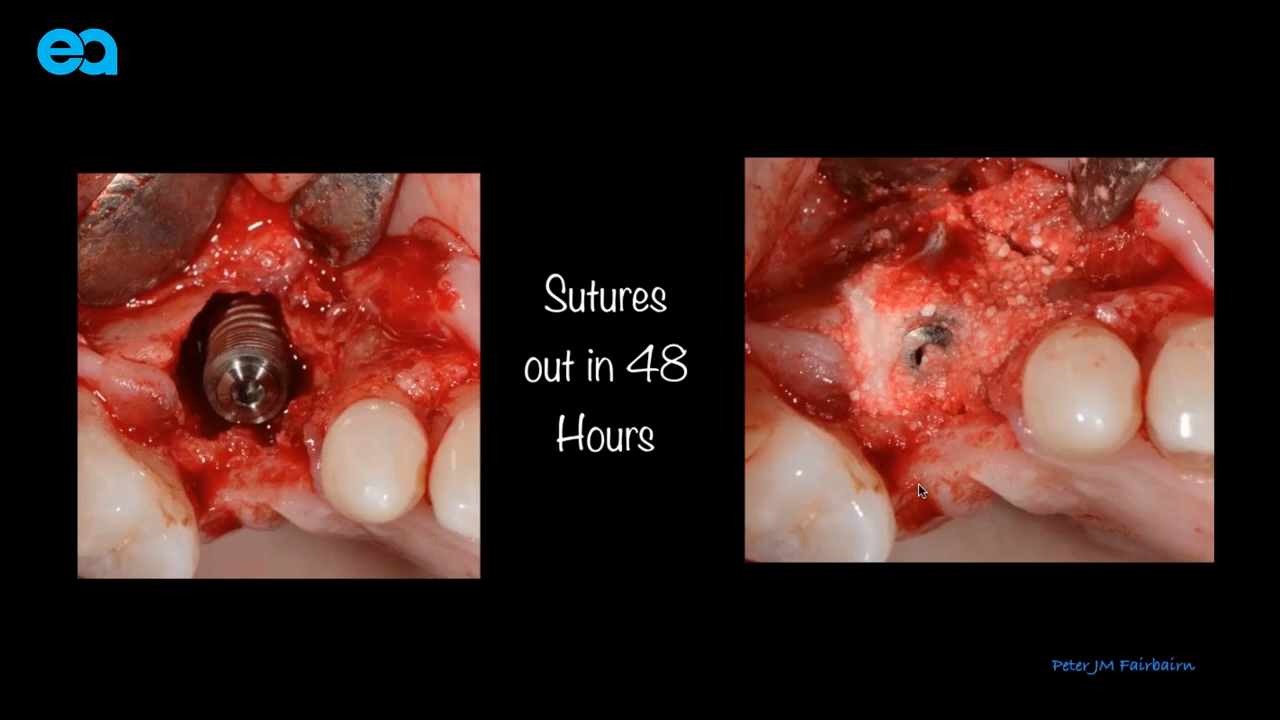 ea
Sutures
out in 48
Hours
Peter JM Fairbairn